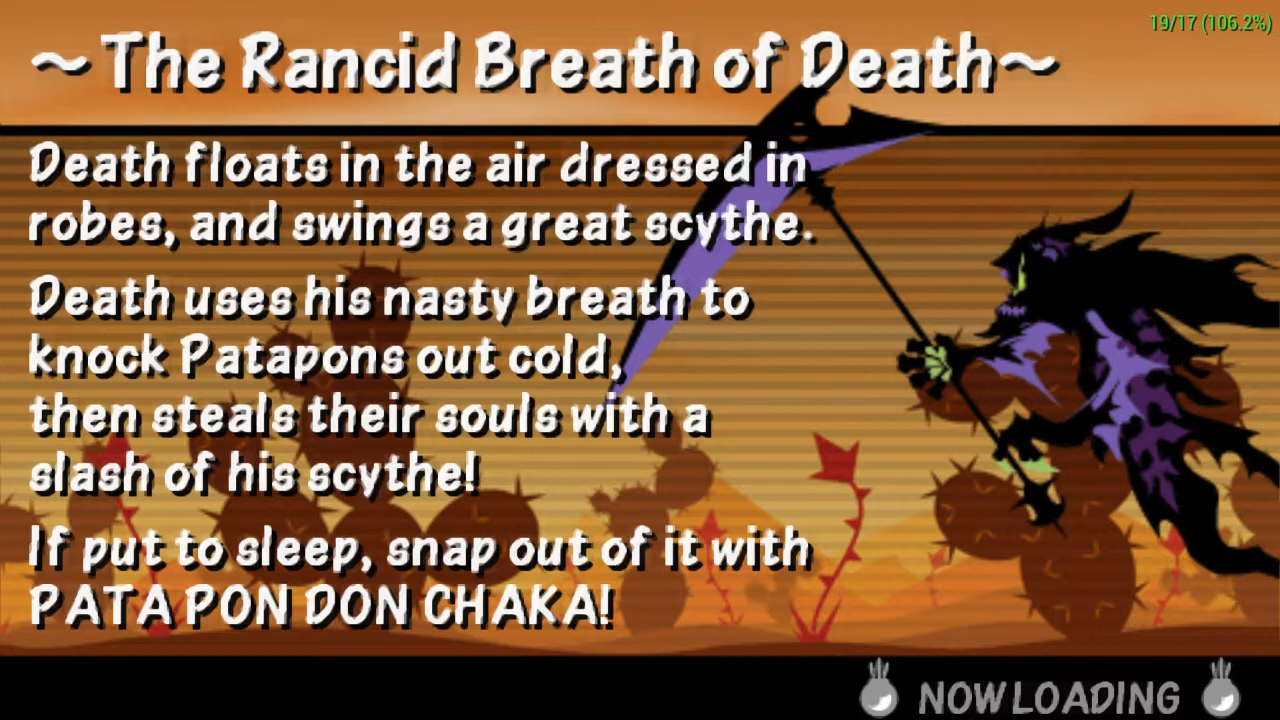 19/17 (106.2%)
~The Rancid Breath of Death~
Death floats in the air dressed in
robes, and swings a great scythe.
Death uses his nasty breath to
knock Patapons out cold,
then steals their souls with a
slash of his scythe!
If put to sleep, snap out of it with
PATA PON DON CHAKA!
NOW LOADING